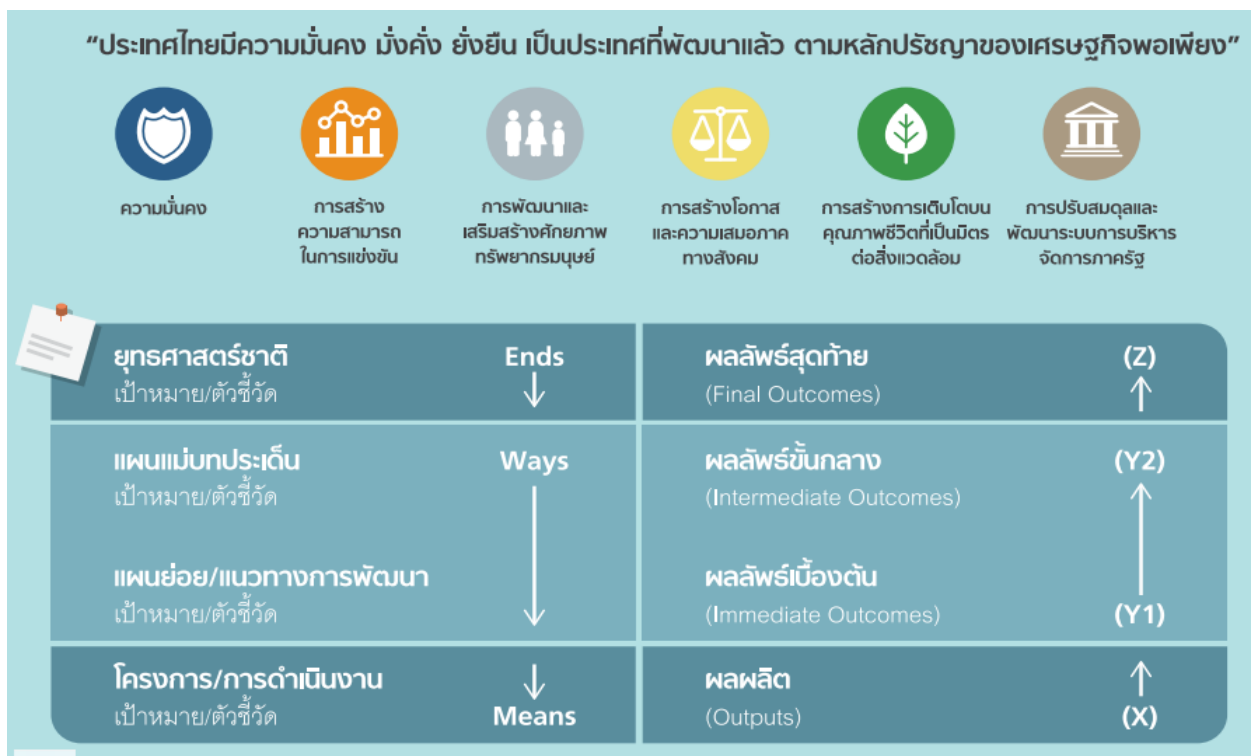 “ประเทศไทยมีความมั่นคง มั่งคั่ง ยั่งยืน เป็นประเทศที่พัฒนาแล้ว ตามหลักปรัชญาของเศรษฐกิจพอเพียง”
ความมั่นคง
การสร้าง
ความสามารถ
ในการแข่งขัน
การพัฒนาและ
เสริมสร้างศักยภาพ
ทรัพยากรมนุษย์
การสร้างโอกาส
และความเสมอภาค
ทางสังคม
การสร้างการเติบโตบน
คุณภาพชีวิตที่เป็นมิตร
ต่อสิ่งแวดล้อม
การปรับสมดุลและ
พัฒนาระบบการบริหาร
จัดการภาครัฐ
ยุทธศาสตร์ชาติ Ends
เป้าหมาย/ตัวชี้วัด
ผลลัพธ์สุดท้าย (Z)
(Final Outcomes)
แผนแม่บทประเด็น Ways
เป้าหมาย/ตัวชี้วัด
ผลลัพธ์ขั้นกลาง (Y2)
(Intermediate Outcomes)
แผนย่อย/แนวทางการพัฒนา
เป้าหมาย/ตัวชี้วัด
ผลลัพธ์เบื้องต้น
(Immediate Outcomes) (Y1)
โครงการ/การดำเนินงาน
เป้าหมาย/ตัวชี้วัด Means
ผลผลิต
(Outputs) (X)